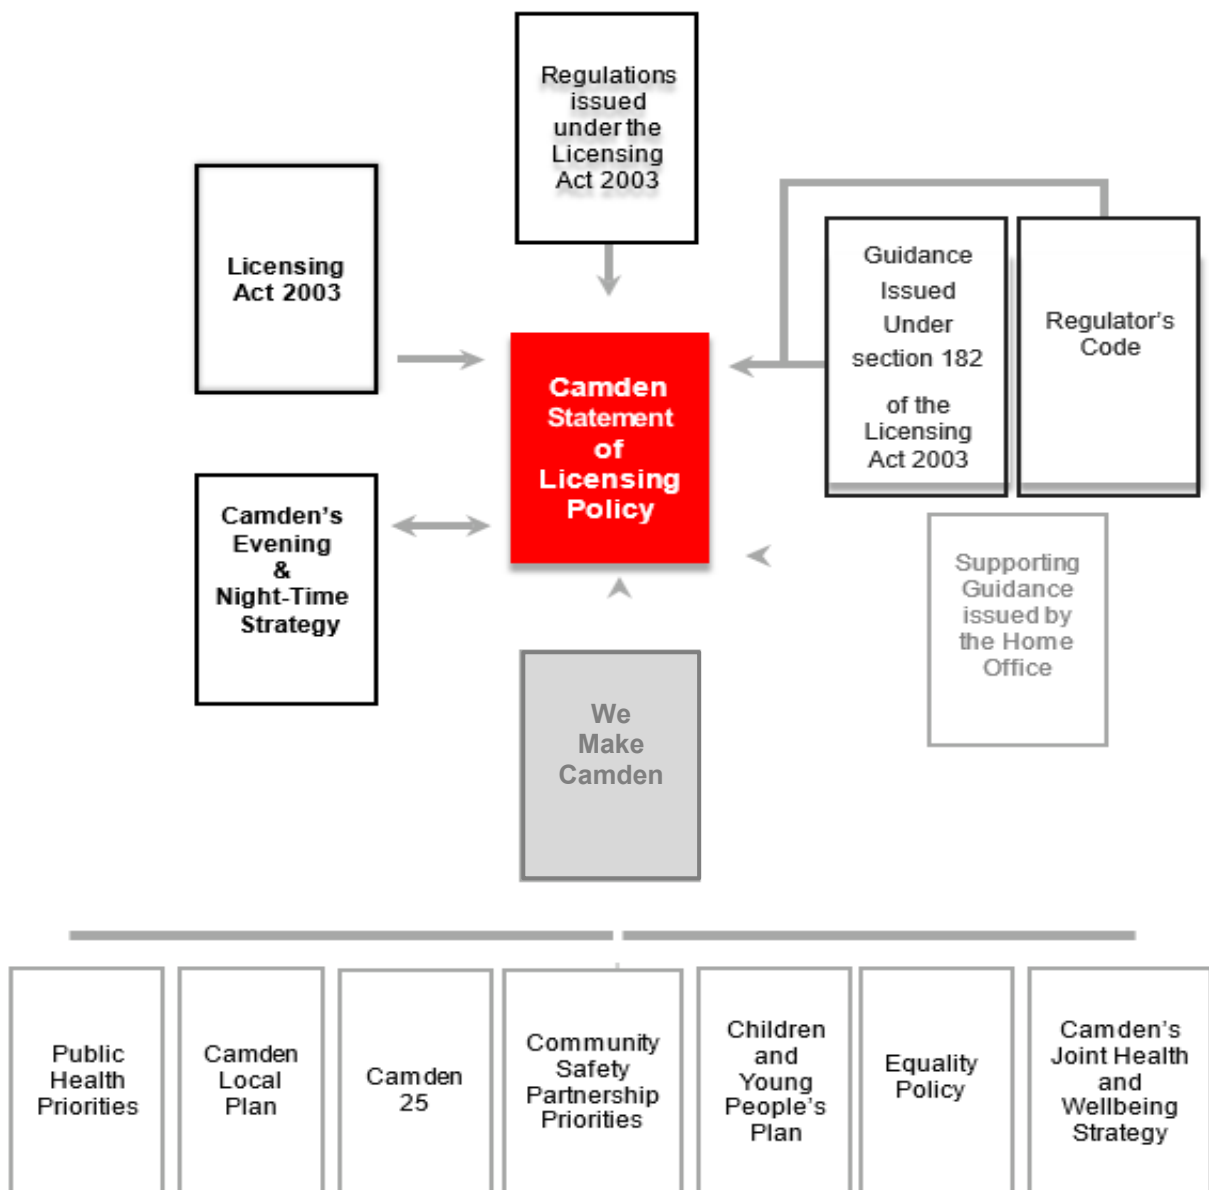 Regulations
issued
under the
Licensing
Act 2003
Licensing
Act 2003
Guidance
Issued
Under
section 182
of the
Licensing
Act 2003
Regulator's
Code
Camden
Statement
of
Licensing
Policy
Camden's
Evening
&
Night-Time
Strategy
Supporting
Guidance
issued by
the Home
Office
We
Make
Camden
Public
Health
Priorities
Camden
Local
Plan
Camden
25
Community
Safety
Partnership
Priorities
Children
and
Young
People's
Plan
Equality
Policy
Camden's
Joint Health
and
Wellbeing
Strategy